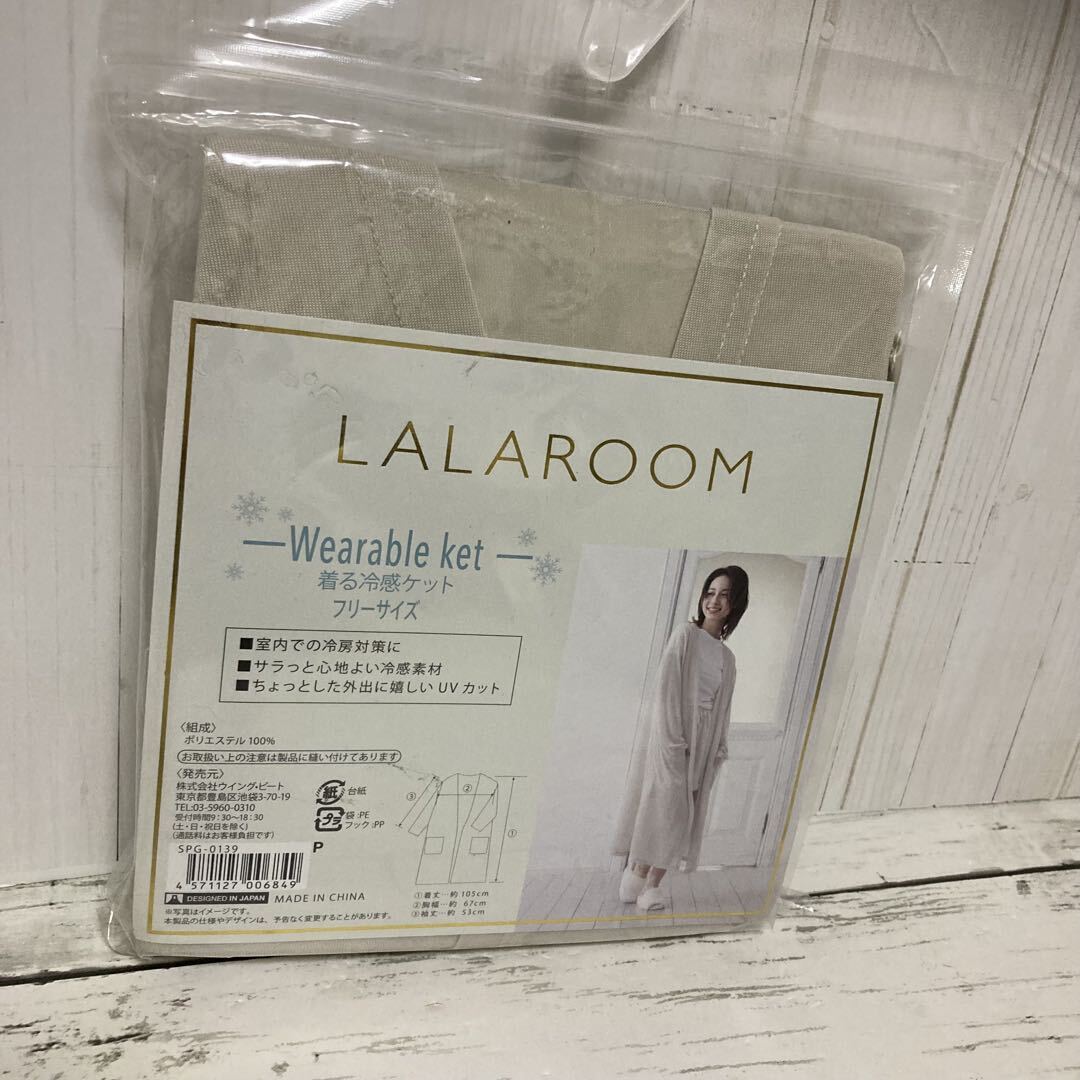 LALAROOM
Wearable ket
着る冷感ケット
フリーサイズ
■室内での冷房対策に
■サラっと心地よい冷感素材
■ちょっとした外出に嬉しいUVカット
〈組成〉
ポリエステル100%
お取扱い上の注意は製品に縫い付けてあります
〈発売元〉
株式会社ウイング・ビート
東京都豊島区池袋3-70-19
TEL:03-5960-0310
受付時間9:30〜18:30
(土・日・祝日を除く)
(通話料はお客様負担です)
紙 台紙
プラ 袋:PE
フック:PP
P
SPG-0139
4 571127 006849
DESIGNED IN JAPAN MADE IN CHINA
※写真はイメージです。
本製品の仕様やデザインは、予告なく変更することがあります。
③ ② ①
①着丈…約 105cm
②胸幅…約 67cm
③袖丈…約 53cm